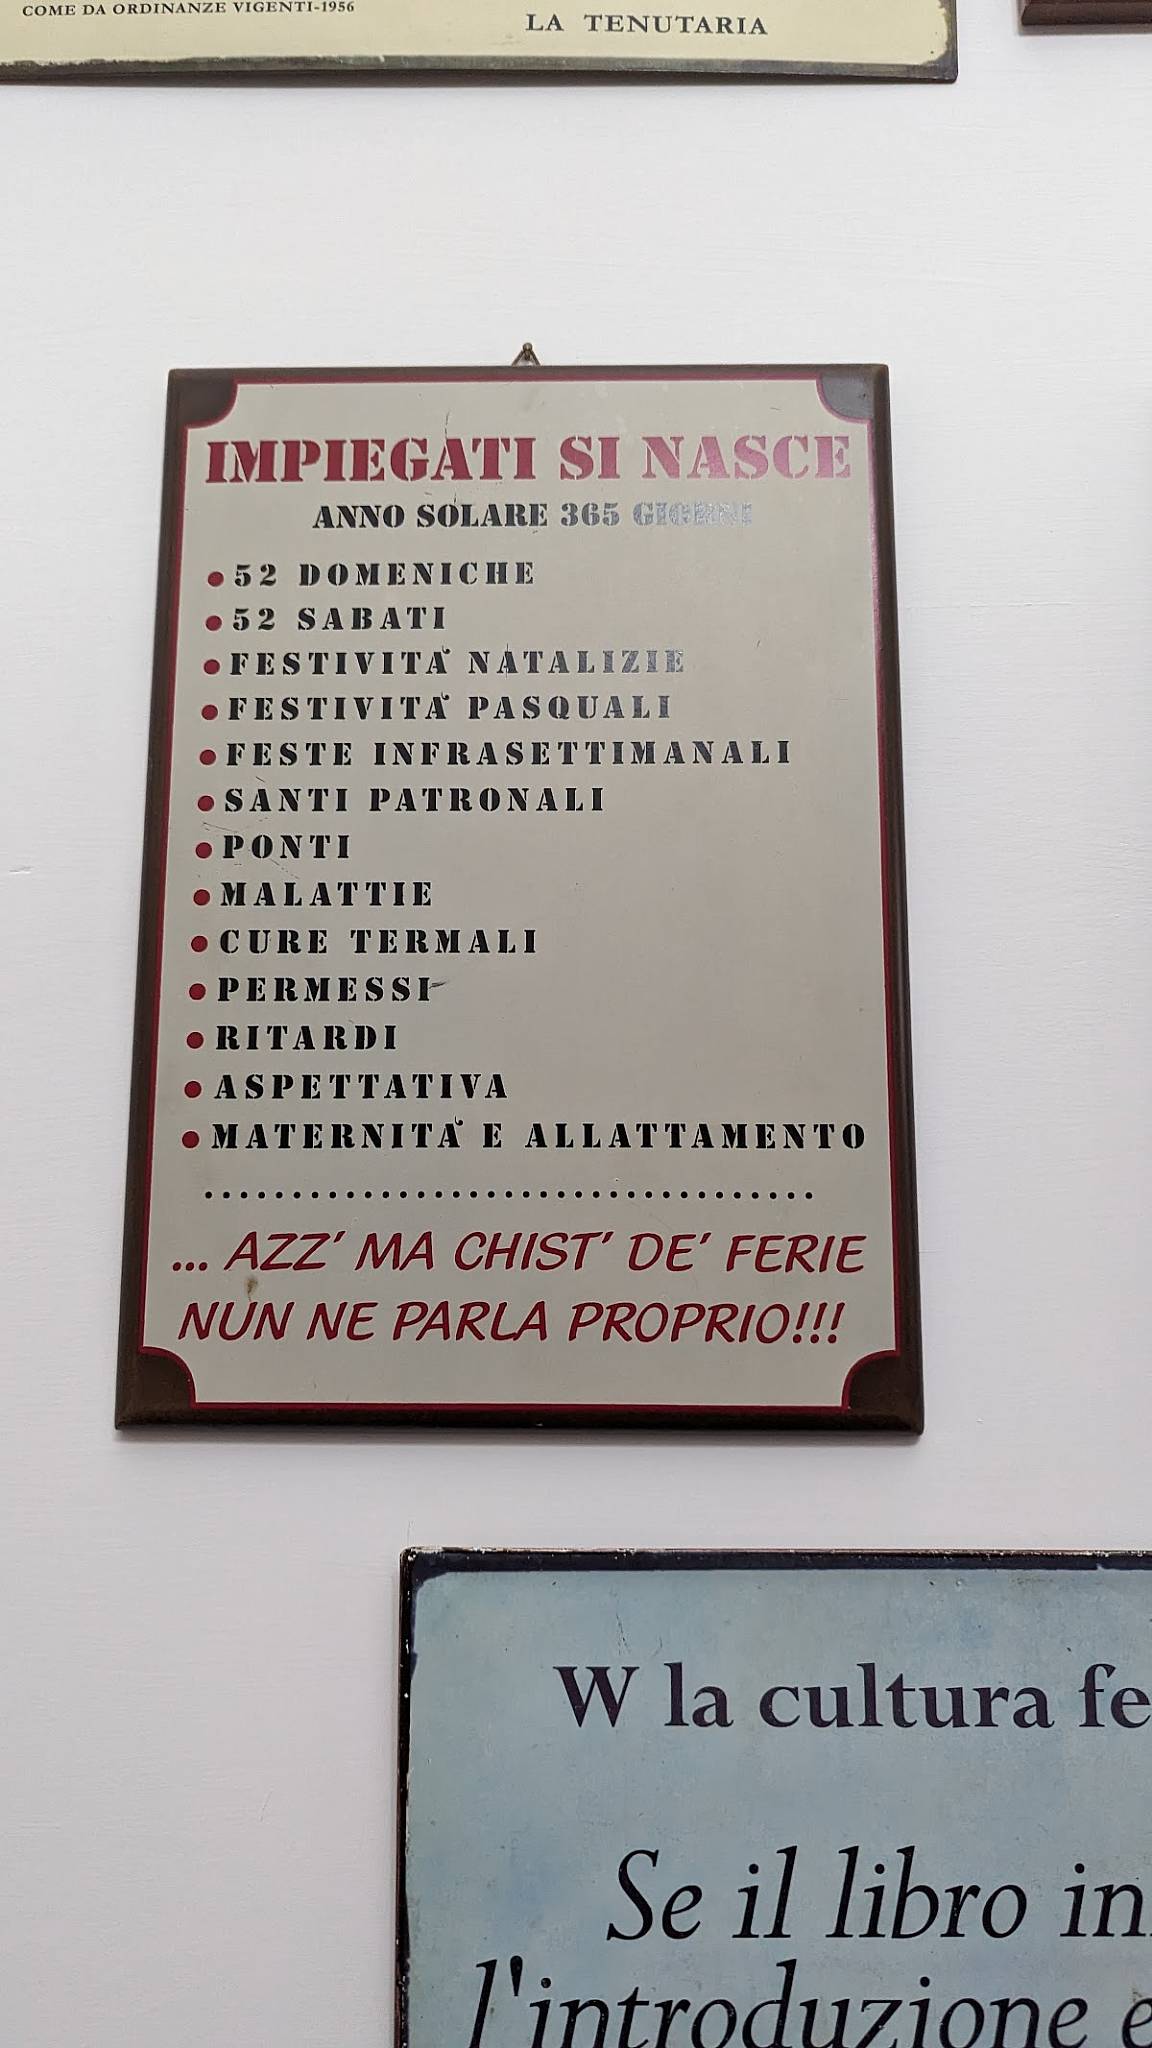 COME DA ORDINANZE VIGENTI-1956
LA TENUTARIA
IMPIEGATI SI NASCE
ANNO SOLARE 365 GIORNI
• 52 DOMENICHE
• 52 SABATI
• FESTIVITA' NATALIZIE
• FESTIVITA' PASQUALI
• FESTE INFRASETTIMANALI
• SANTI PATRONALI
• PONTI
• MALATTIE
• CURE TERMALI
• PERMESSI
• RITARDI
• ASPETTATIVA
• MATERNITA' E ALLATTAMENTO
...................................
... AZZ' MA CHIST' DE' FERIE
NUN NE PARLA PROPRIO!!!
W la cultura fe
Se il libro in
l'introduzione e